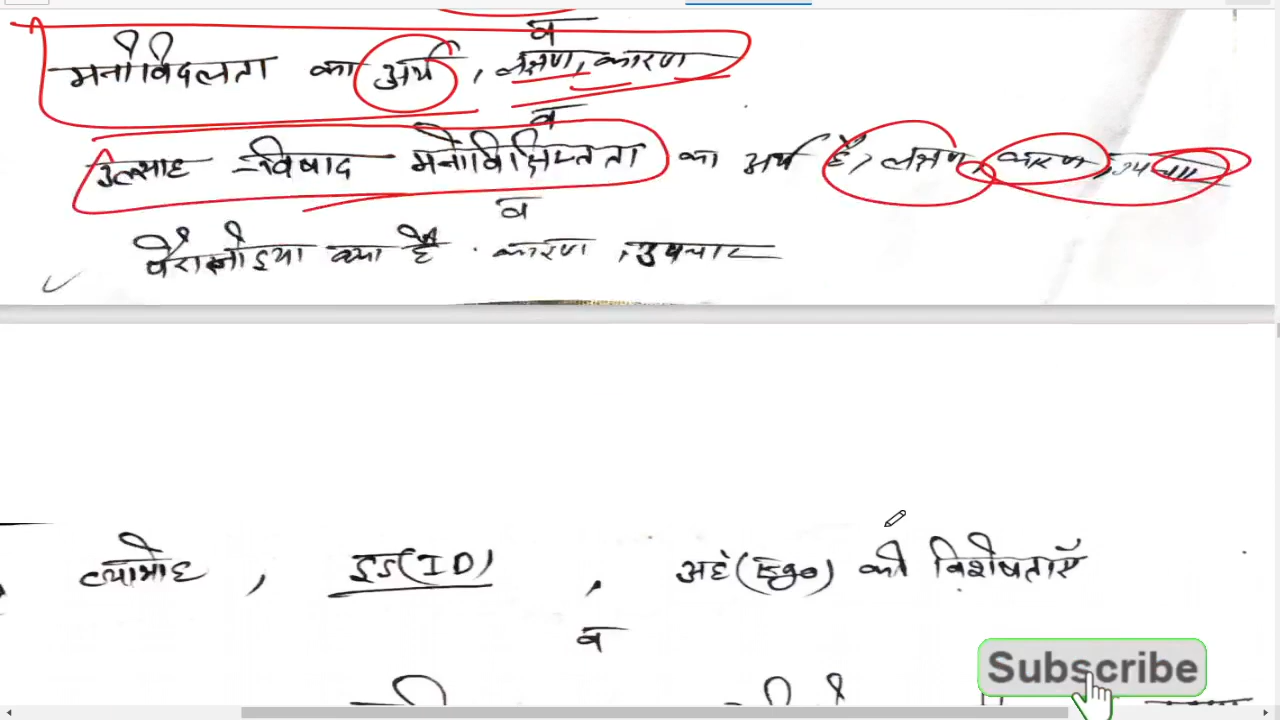 मनोविदलता का अर्थ, लक्षण, कारण
व
व
उत्साह-विषाद मनोविक्षिप्तता का अर्थ है, लक्षण, कारण,
व
पैरानोइया क्या है. कारण, उपचार
व्यामोह, इड(ID), अहं(Ego) की विशेषताएँ
व
Subscribe